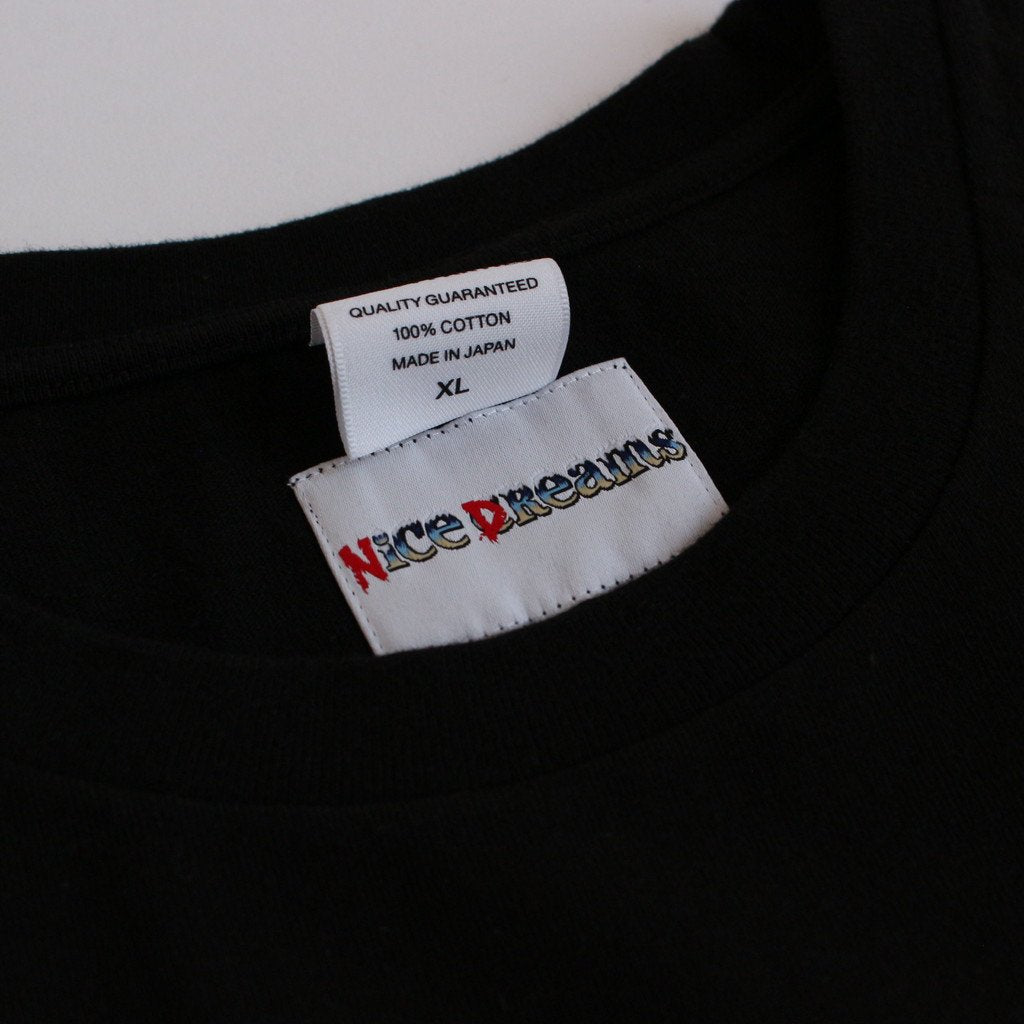 QUALITY GUARANTEED
100% COTTON
MADE IN JAPAN
XL
Nice Dreams